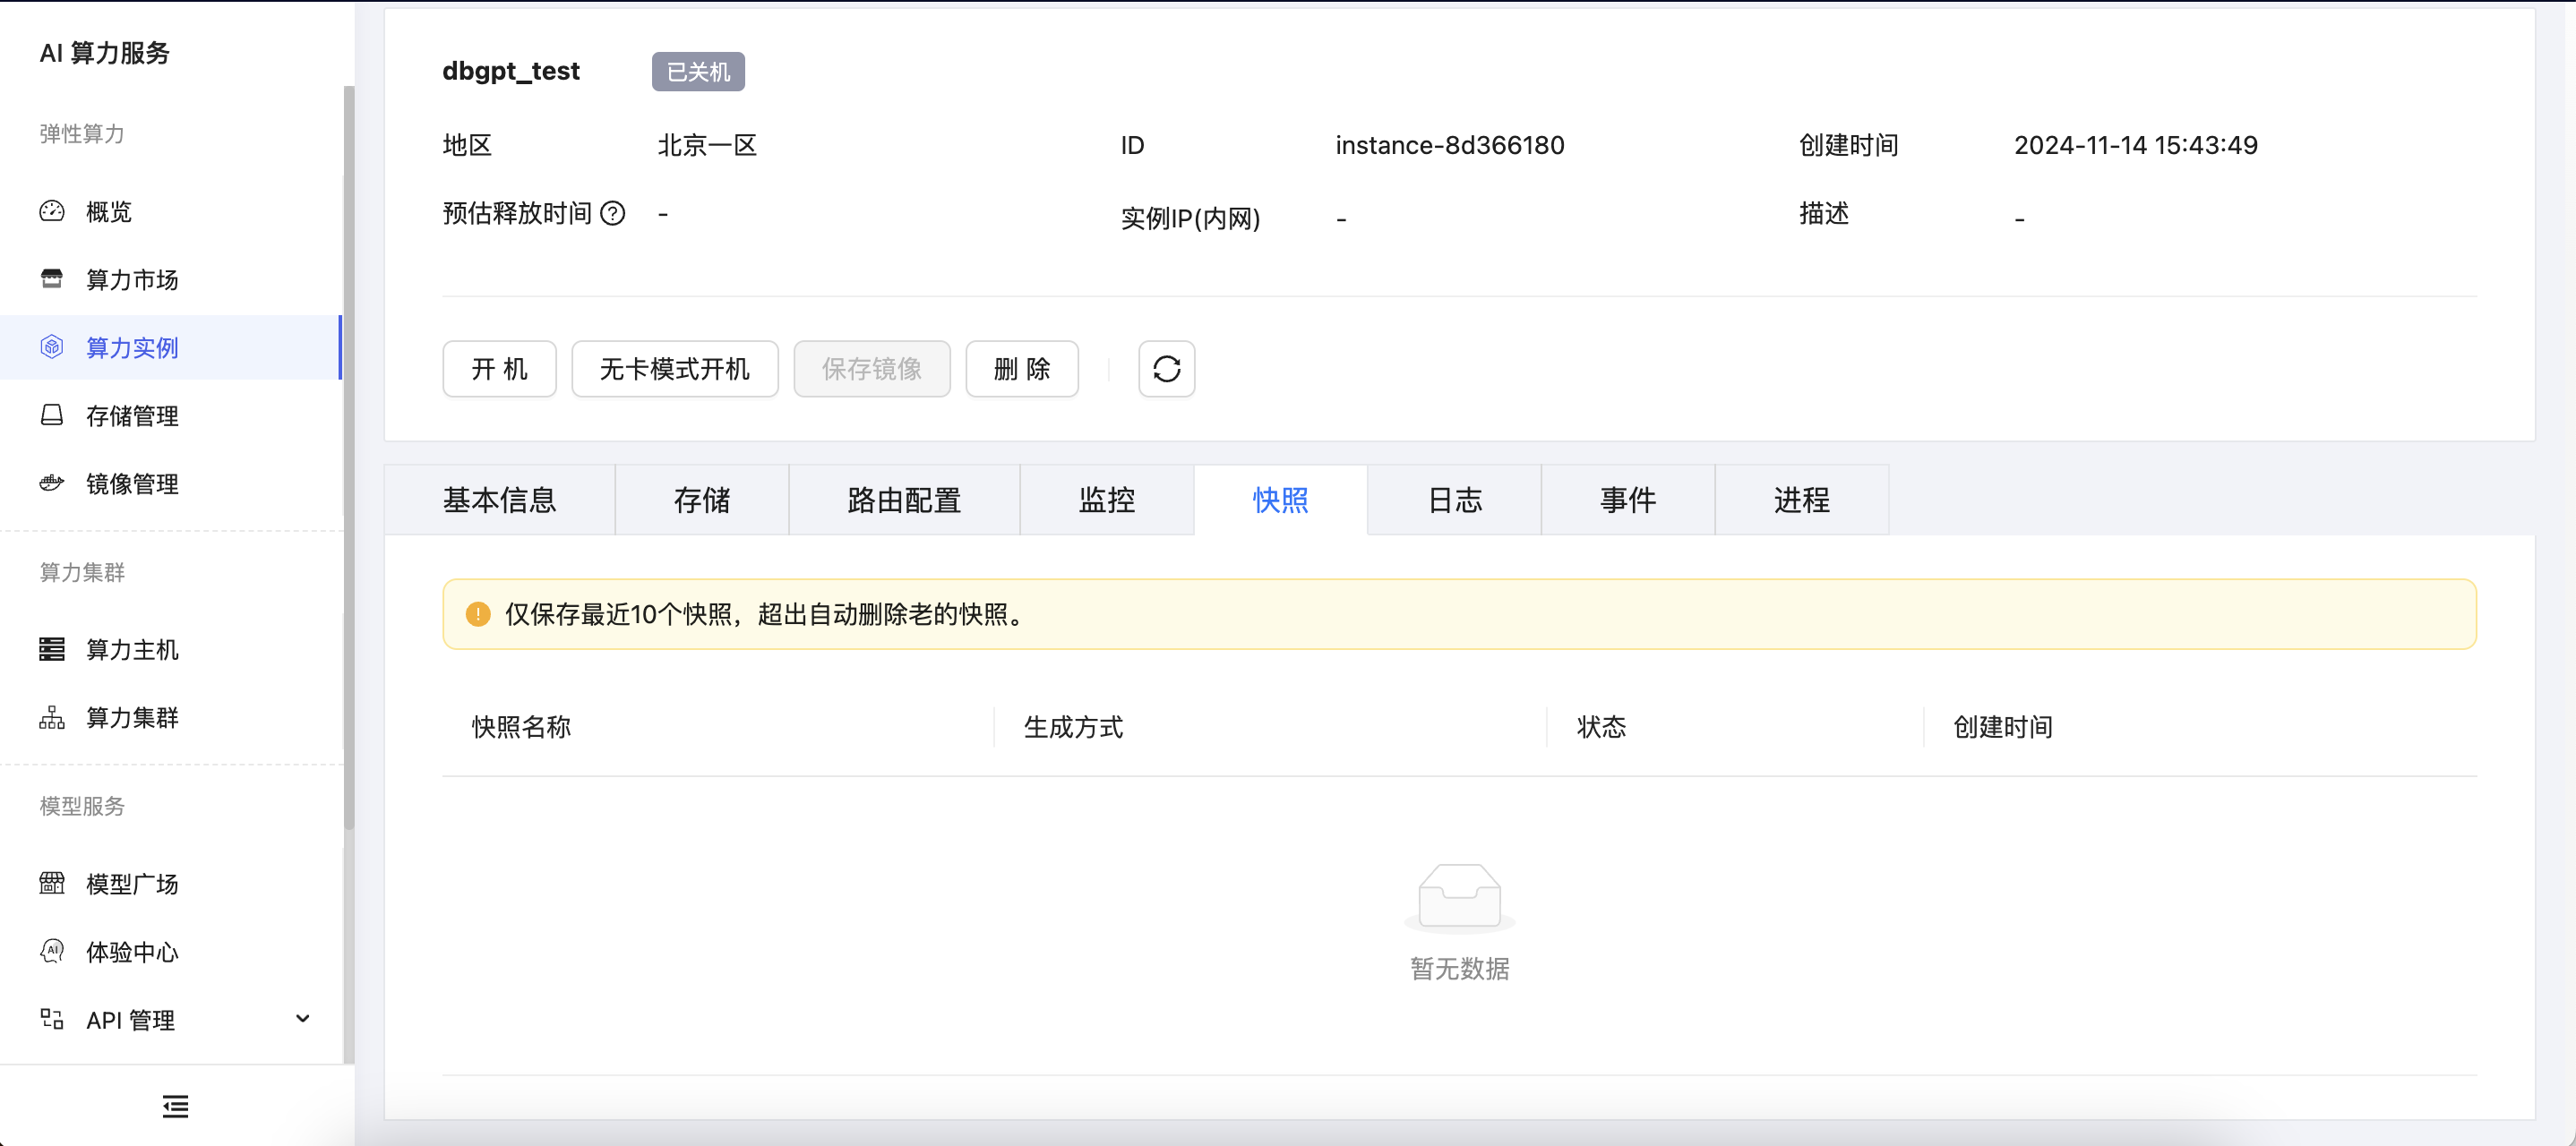 AI 算力服务
弹性算力
概览
算力市场
算力实例
存储管理
镜像管理
算力集群
算力主机
算力集群
模型服务
模型广场
体验中心
API 管理
dbgpt_test 已关机
地区 北京一区 ID instance-8d366180 创建时间 2024-11-14 15:43:49
预估释放时间 - 实例IP(内网) - 描述 -
开 机 无卡模式开机 保存镜像 删 除
基本信息 存储 路由配置 监控 快照 日志 事件 进程
仅保存最近10个快照，超出自动删除老的快照。
快照名称 生成方式 状态 创建时间
暂无数据